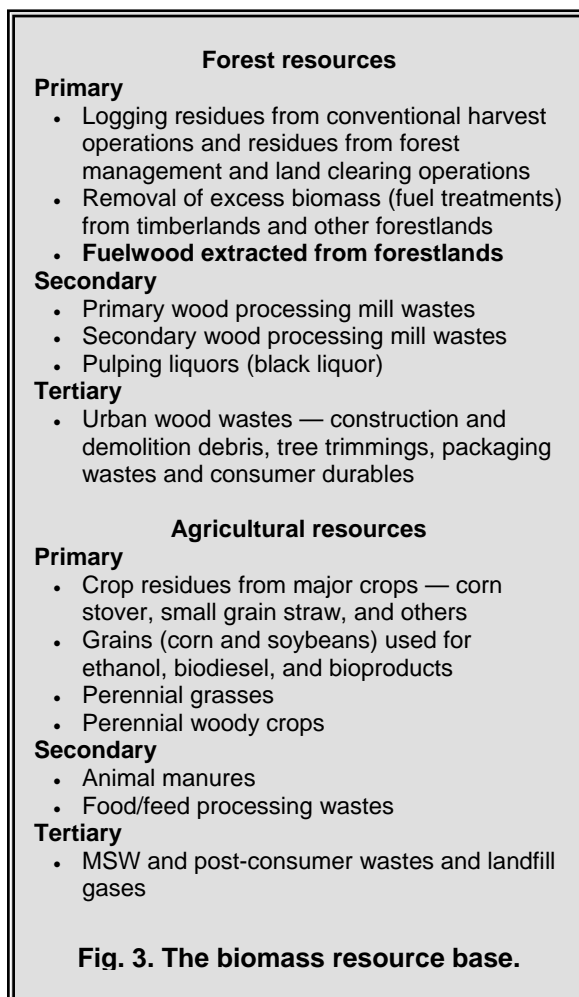 Forest resources
Primary
• Logging residues from conventional harvest
operations and residues from forest
management and land clearing operations
• Removal of excess biomass (fuel treatments)
from timberlands and other forestlands
• Fuelwood extracted from forestlands
Secondary
• Primary wood processing mill wastes
• Secondary wood processing mill wastes
• Pulping liquors (black liquor)
Tertiary
• Urban wood wastes — construction and
demolition debris, tree trimmings, packaging
wastes and consumer durables
Agricultural resources
Primary
• Crop residues from major crops — corn
stover, small grain straw, and others
• Grains (corn and soybeans) used for
ethanol, biodiesel, and bioproducts
• Perennial grasses
• Perennial woody crops
Secondary
• Animal manures
• Food/feed processing wastes
Tertiary
• MSW and post-consumer wastes and landfill
gases
Fig. 3. The biomass resource base.